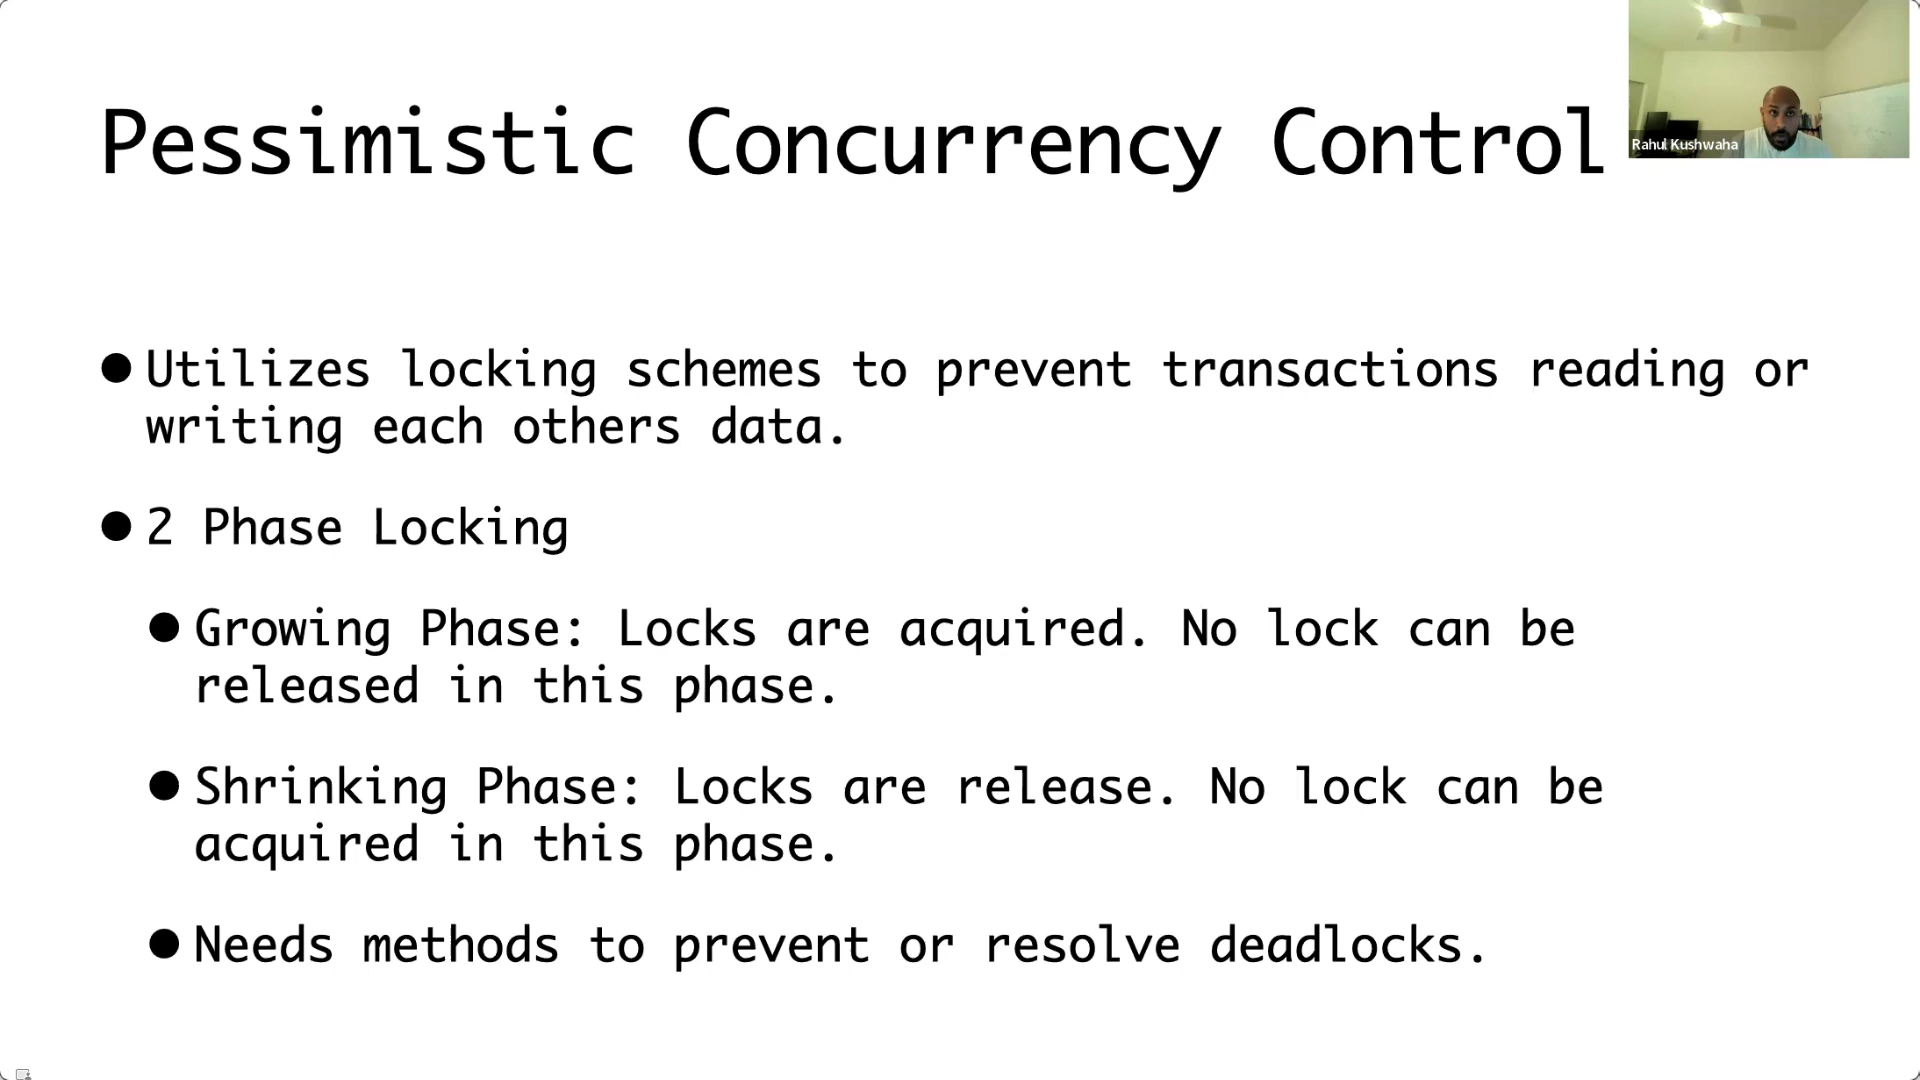 Pessimistic Concurrency Control
Rahul Kushwaha
● Utilizes locking schemes to prevent transactions reading or
writing each others data.
● 2 Phase Locking
● Growing Phase: Locks are acquired. No lock can be
released in this phase.
● Shrinking Phase: Locks are release. No lock can be
acquired in this phase.
● Needs methods to prevent or resolve deadlocks.